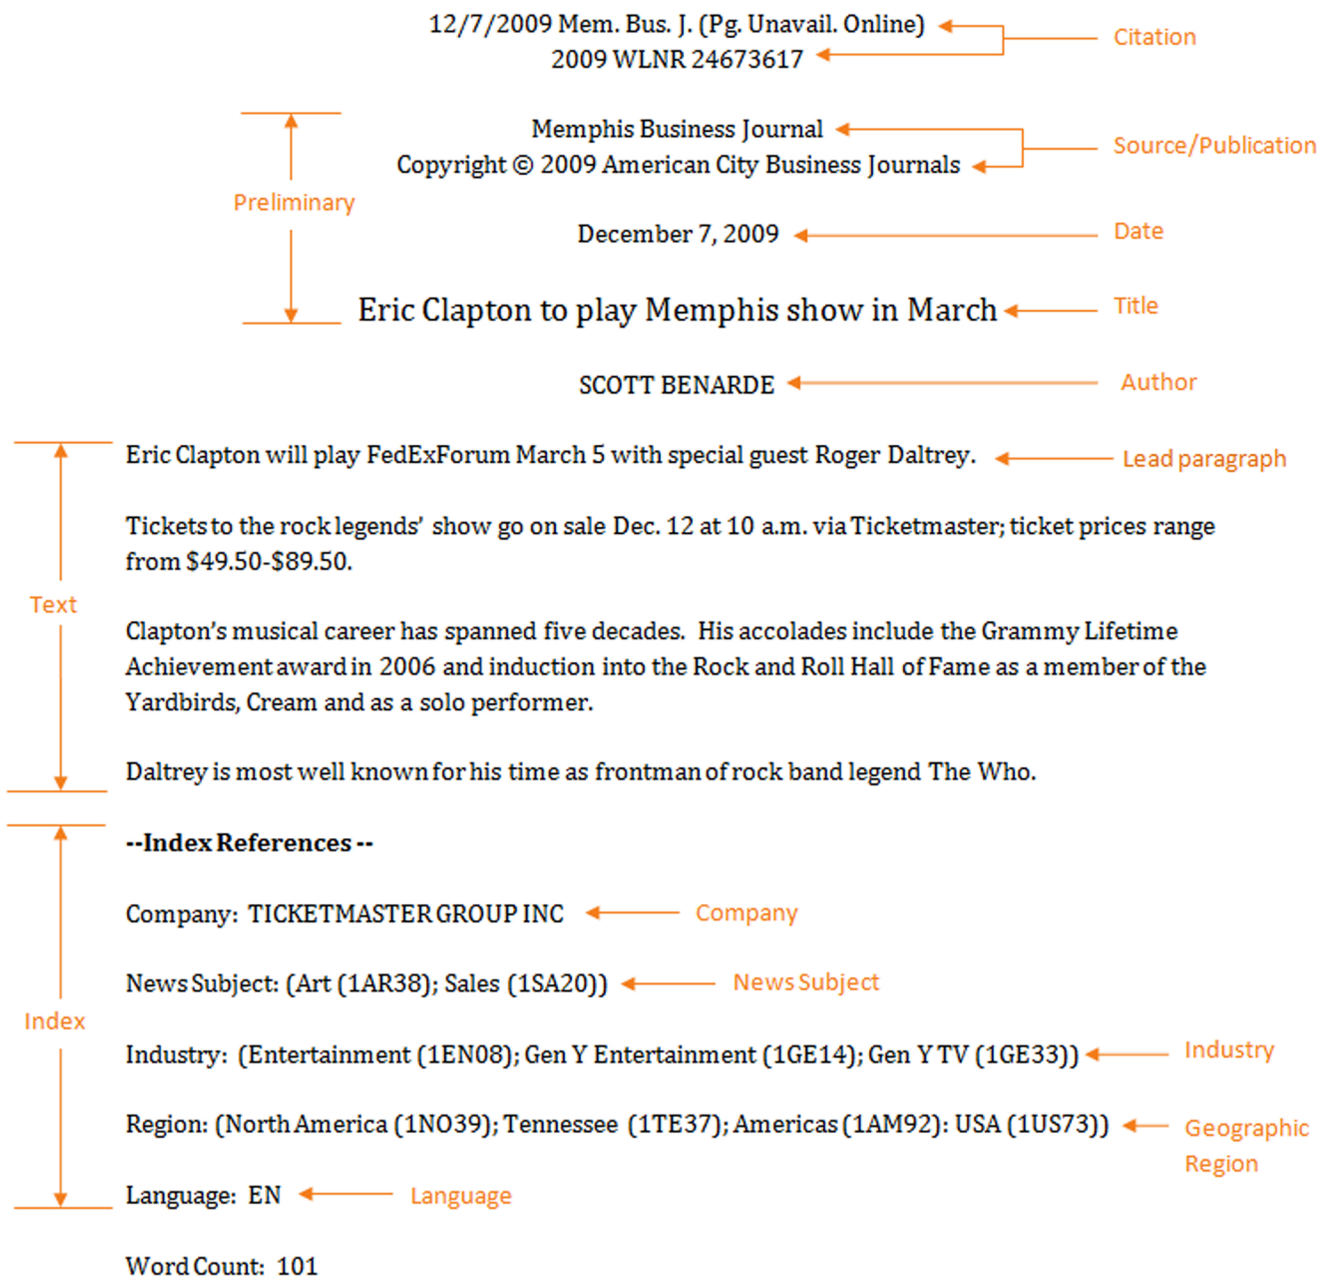 12/7/2009 Mem. Bus. J. (Pg. Unavail. Online)
Citation
2009 WLNR 24673617
Memphis Business Journal
Source/Publication
Copyright © 2009 American City Business Journals
Preliminary
December 7, 2009
Date
Eric Clapton to play Memphis show in March
Title
SCOTT BENARDE
Author
Eric Clapton will play FedExForum March 5 with special guest Roger Daltrey.
Lead paragraph
Tickets to the rock legends' show go on sale Dec. 12 at 10 a.m. via Ticketmaster; ticket prices range
from $49.50-$89.50.
Text
Clapton's musical career has spanned five decades. His accolades include the Grammy Lifetime
Achievement award in 2006 and induction into the Rock and Roll Hall of Fame as a member of the
Yardbirds, Cream and as a solo performer.
Daltrey is most well known for his time as frontman of rock band legend The Who.
--Index References --
Company: TICKETMASTER GROUP INC
Company
News Subject: (Art (1AR38); Sales (1SA20))
News Subject
Index
Industry: (Entertainment (1EN08); Gen Y Entertainment (1GE14); Gen Y TV (1GE33))
Industry
Region: (North America (1NO39); Tennessee (1TE37); Americas (1AM92): USA (1US73))
Geographic
Region
Language: EN
Language
Word Count: 101